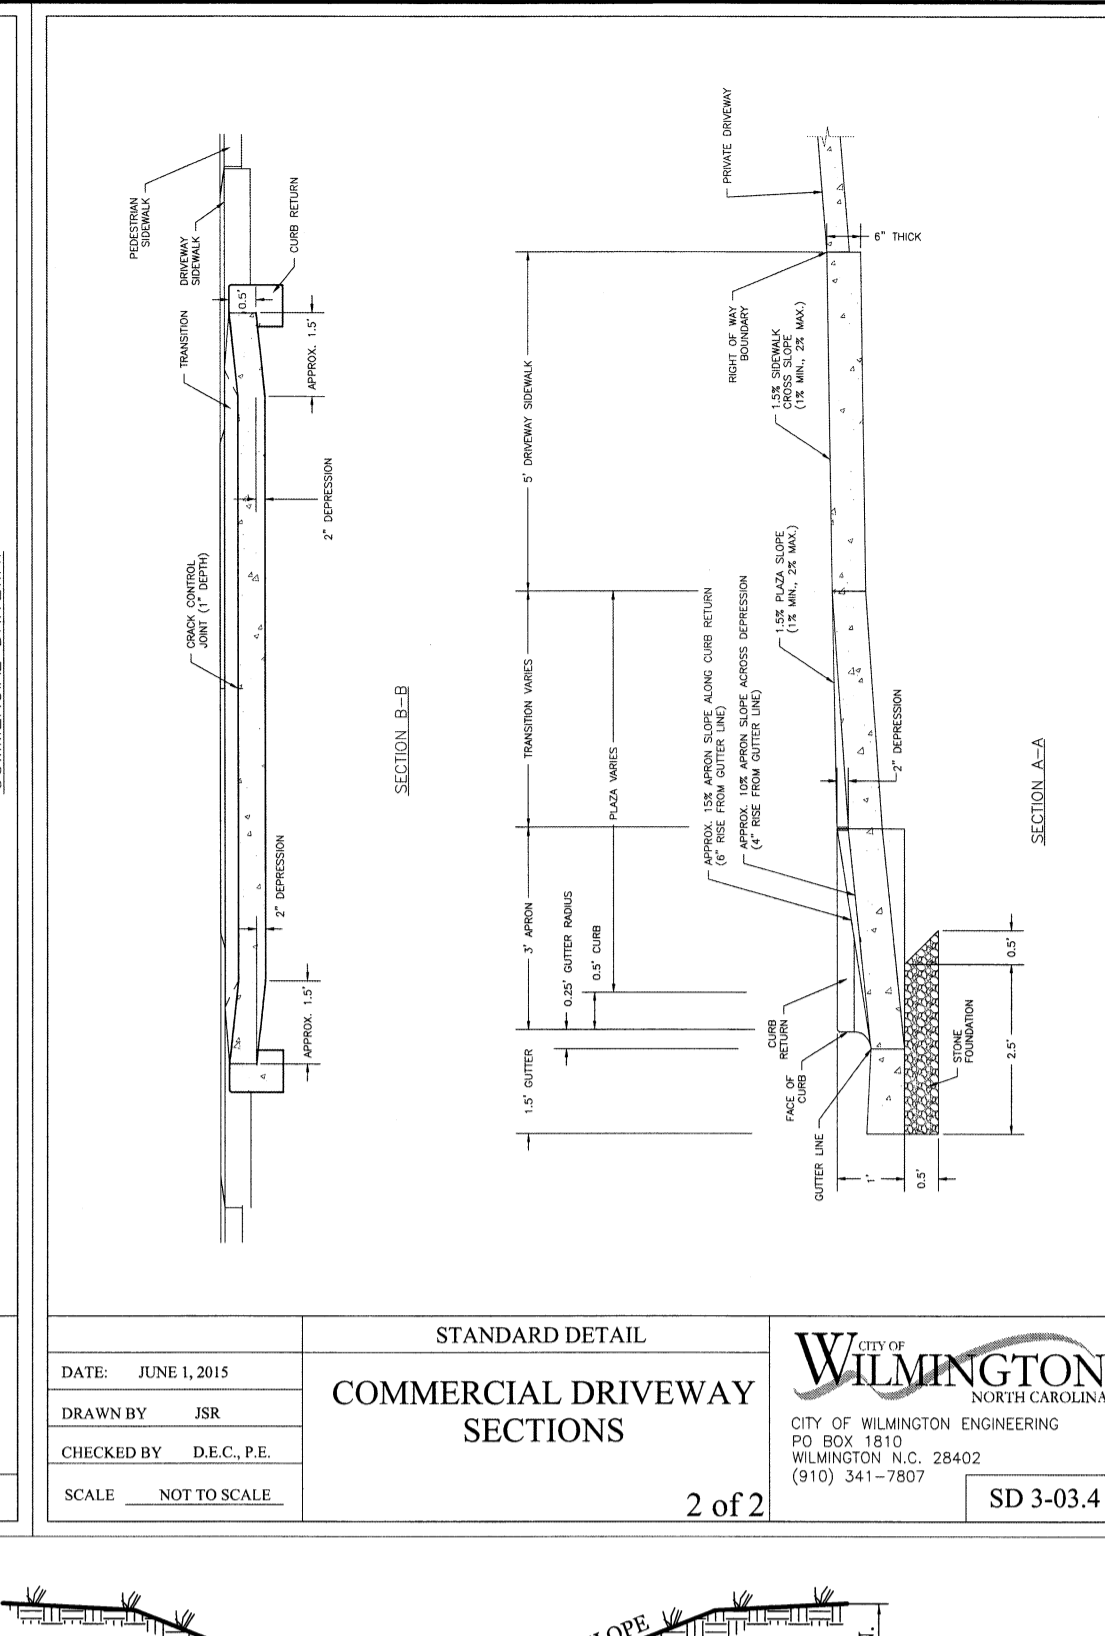 PEDESTRIAN
SIDEWALK
DRIVEWAY
SIDEWALK
CURB RETURN
TRANSITION
0.5'
APPROX. 1.5'
2" DEPRESSION
CRACK CONTROL
JOINT (1" DEPTH)
2" DEPRESSION
APPROX. 1.5'
SECTION B-B
PRIVATE DRIVEWAY
6" THICK
RIGHT OF WAY
BOUNDARY
1.5% SIDEWALK
CROSS SLOPE
(1% MIN., 2% MAX.)
5' DRIVEWAY SIDEWALK
1.5% PLAZA SLOPE
(1% MIN., 2% MAX.)
TRANSITION VARIES
PLAZA VARIES
APPROX. 15% APRON SLOPE ALONG CURB RETURN
(6" RISE FROM GUTTER LINE)
APPROX. 10% APRON SLOPE ACROSS DEPRESSION
(4" RISE FROM GUTTER LINE)
2" DEPRESSION
3' APRON
0.25' GUTTER RADIUS
0.5' CURB
1.5' GUTTER
CURB
RETURN
FACE OF
CURB
GUTTER LINE
STONE
FOUNDATION
0.5'
2.5'
1'
0.5'
SECTION A-A
STANDARD DETAIL
COMMERCIAL DRIVEWAY
SECTIONS
2 of 2
DATE: JUNE 1, 2015
DRAWN BY JSR
CHECKED BY D.E.C., P.E.
SCALE NOT TO SCALE
CITY OF
WILMINGTON
NORTH CAROLINA
CITY OF WILMINGTON ENGINEERING
PO BOX 1810
WILMINGTON N.C. 28402
(910) 341-7807
SD 3-03.4